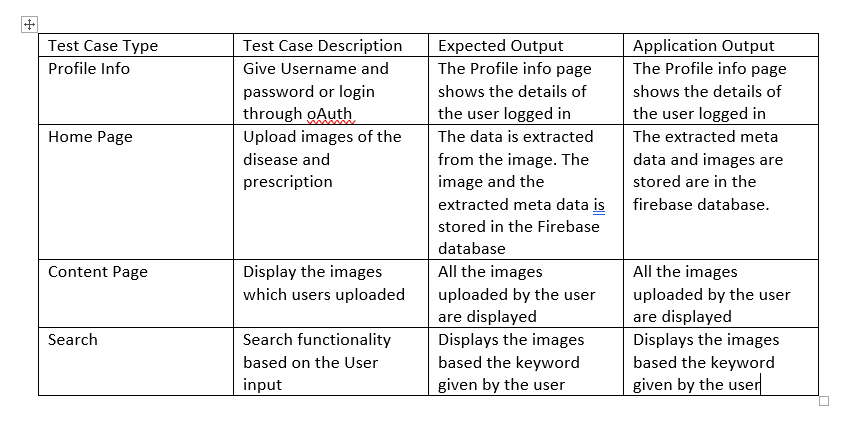 Test Case Type Test Case Description Expected Output Application Output
Profile Info Give Username and The Profile info page The Profile info page
password or login shows the details of shows the details of
through oAuth the user logged in the user logged in
Home Page Upload images of the The data is extracted The extracted meta
disease and from the image. The data and images are
prescription image and the stored are in the
extracted meta data is firebase database.
stored in the Firebase
database
Content Page Display the images All the images All the images
which users uploaded uploaded by the user uploaded by the user
are displayed are displayed
Search Search functionality Displays the images Displays the images
based on the User based the keyword based the keyword
input given by the user given by the user